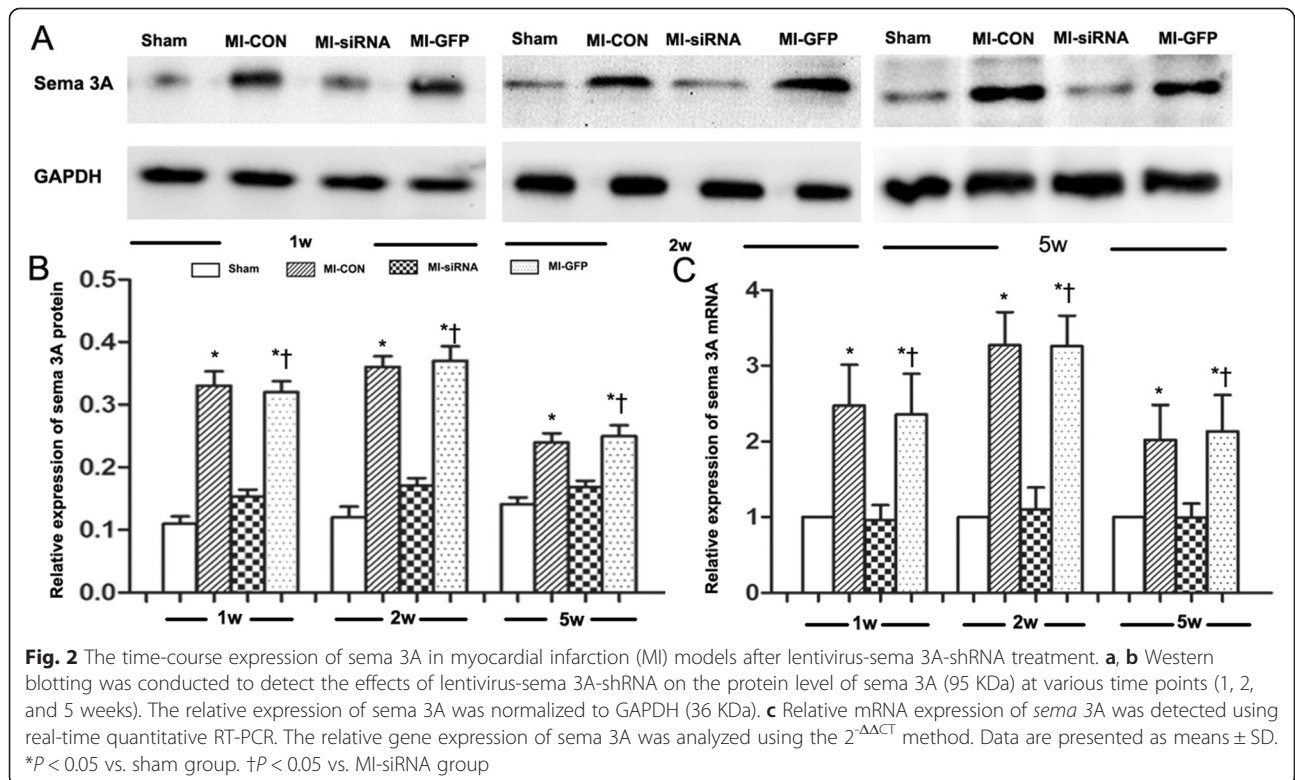 A
Sham MI-CON MI-siRNA MI-GFP Sham MI-CON MI-siRNA MI-GFP Sham MI-CON MI-siRNA MI-GFP
Sema 3A
GAPDH
1w 2w 5w
B
Sham MI-CON MI-siRNA MI-GFP
Relative expression of sema 3A protein
0.5
0.4
0.3
0.2
0.1
0.0
* *† * *† * *†
1w 2w 5w
C
Relative expression of sema 3A mRNA
4
3
2
1
0
* *† * *† * *†
1w 2w 5w
Fig. 2 The time-course expression of sema 3A in myocardial infarction (MI) models after lentivirus-sema 3A-shRNA treatment. a, b Western
blotting was conducted to detect the effects of lentivirus-sema 3A-shRNA on the protein level of sema 3A (95 KDa) at various time points (1, 2,
and 5 weeks). The relative expression of sema 3A was normalized to GAPDH (36 KDa). c Relative mRNA expression of sema 3A was detected using
real-time quantitative RT-PCR. The relative gene expression of sema 3A was analyzed using the 2-ΔΔCT method. Data are presented as means ± SD.
*P < 0.05 vs. sham group. †P < 0.05 vs. MI-siRNA group